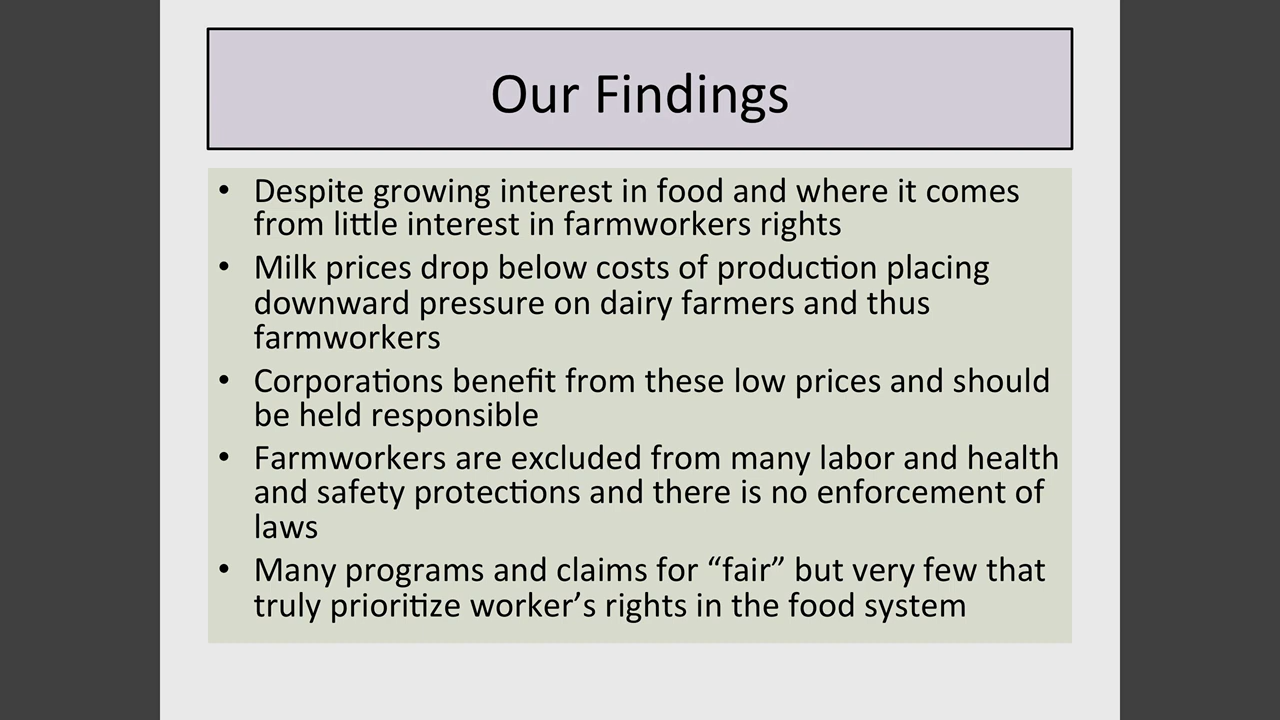 Our Findings
• Despite growing interest in food and where it comes
from little interest in farmworkers rights
• Milk prices drop below costs of production placing
downward pressure on dairy farmers and thus
farmworkers
• Corporations benefit from these low prices and should
be held responsible
• Farmworkers are excluded from many labor and health
and safety protections and there is no enforcement of
laws
• Many programs and claims for “fair” but very few that
truly prioritize worker’s rights in the food system